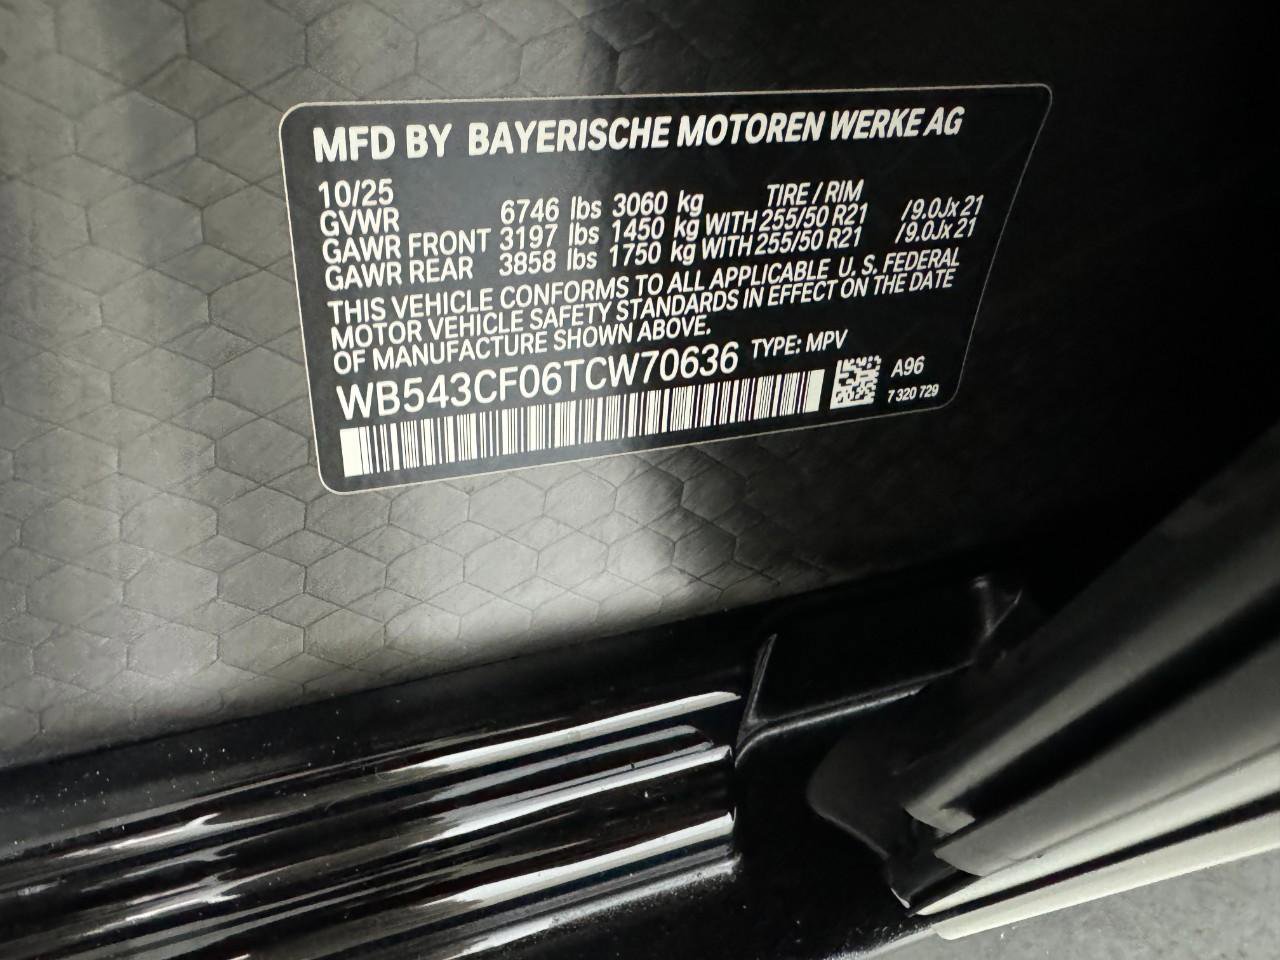 MFD BY BAYERISCHE MOTOREN WERKE AG
10/25 TIRE / RIM
GVWR 6746 lbs 3060 kg
GAWR FRONT 3197 lbs 1450 kg WITH 255/50 R21 /9.0Jx 21
GAWR REAR 3858 lbs 1750 kg WITH 255/50 R21 /9.0Jx 21
THIS VEHICLE CONFORMS TO ALL APPLICABLE U. S. FEDERAL
MOTOR VEHICLE SAFETY STANDARDS IN EFFECT ON THE DATE
OF MANUFACTURE SHOWN ABOVE.
WB543CF06TCW70636 TYPE: MPV
A96
7 320 729